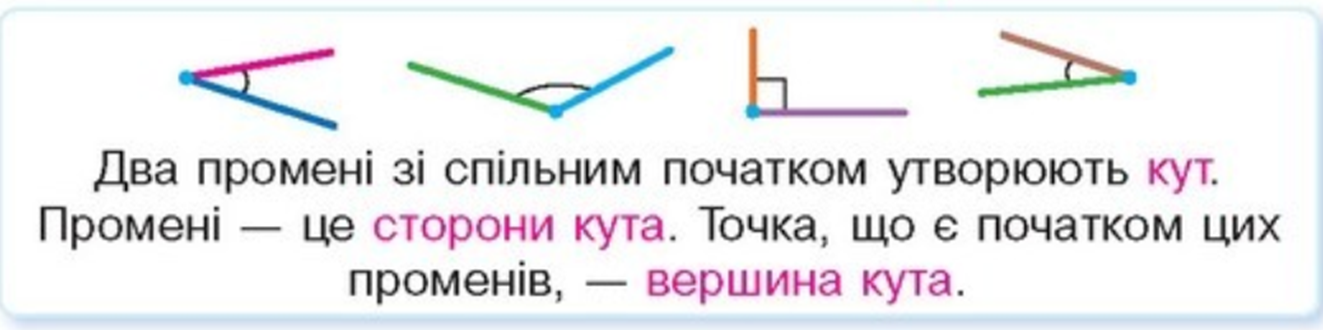 Два промені зі спільним початком утворюють кут.
Промені — це сторони кута. Точка, що є початком цих
променів, — вершина кута.